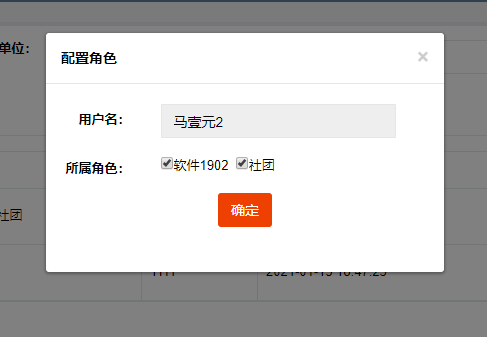 单位：
配置角色 ×
用户名： 马壹元2
所属角色： 软件1902 社团
确定
社团
2021-01-15 16:47:25